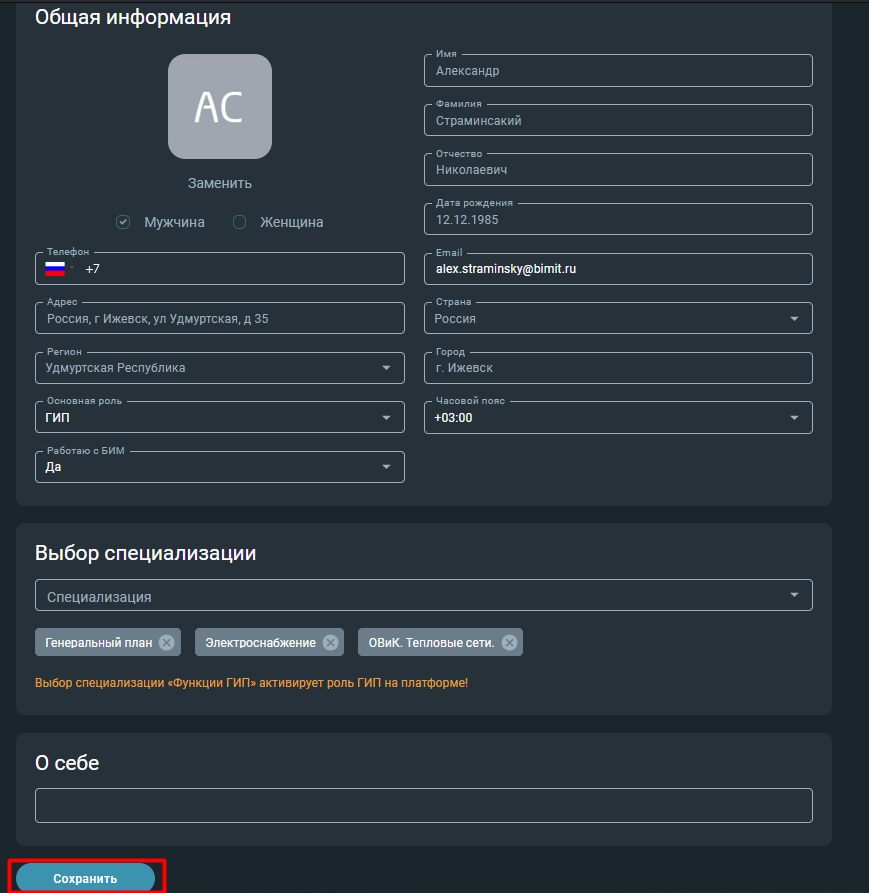 Общая информация
АС
Заменить
Мужчина
Женщина
Имя
Александр
Фамилия
Страминсакий
Отчество
Николаевич
Дата рождения
12.12.1985
Телефон
+7
Email
alex.straminsky@bimit.ru
Адрес
Россия, г Ижевск, ул Удмуртская, д 35
Страна
Россия
Регион
Удмуртская Республика
Город
г. Ижевск
Основная роль
ГИП
Часовой пояс
+03:00
Работаю с БИМ
Да
Выбор специализации
Специализация
Генеральный план
Электроснабжение
ОВиК. Тепловые сети.
Выбор специализации «Функции ГИП» активирует роль ГИП на платформе!
О себе
Сохранить